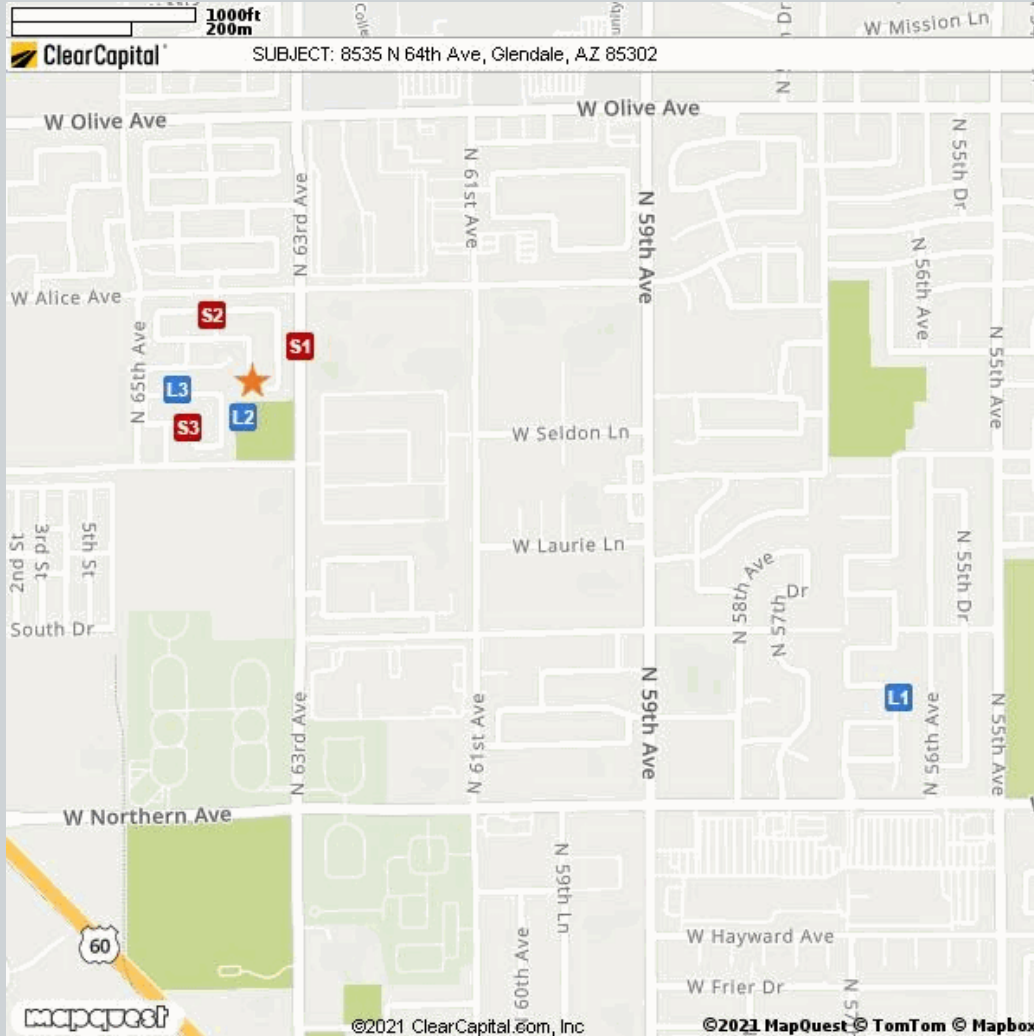 1000ft
200m
W Mission Ln
ClearCapital
SUBJECT: 8535 N 64th Ave, Glendale, AZ 85302
W Olive Ave
W Olive Ave
N 55th Dr
N 61st Ave
N 63rd Ave
N 59th Ave
N 56th Ave
W Alice Ave
S2
S1
N 65th Ave
N 55th Ave
L3
L2
S3
W Seldon Ln
2nd St
3rd St
5th St
W Laurie Ln
N 55th Dr
N 58th Ave
N 57th Dr
South Dr
L1
N 63rd Ave
N 61st Ave
N 59th Ave
N 56th Ave
N 55th Ave
W Northern Ave
N 59th Ln
60
N 60th Ave
W Hayward Ave
W Frier Dr
mapquest
©2021 ClearCapital.com, Inc
©2021 MapQuest © TomTom © Mapbo